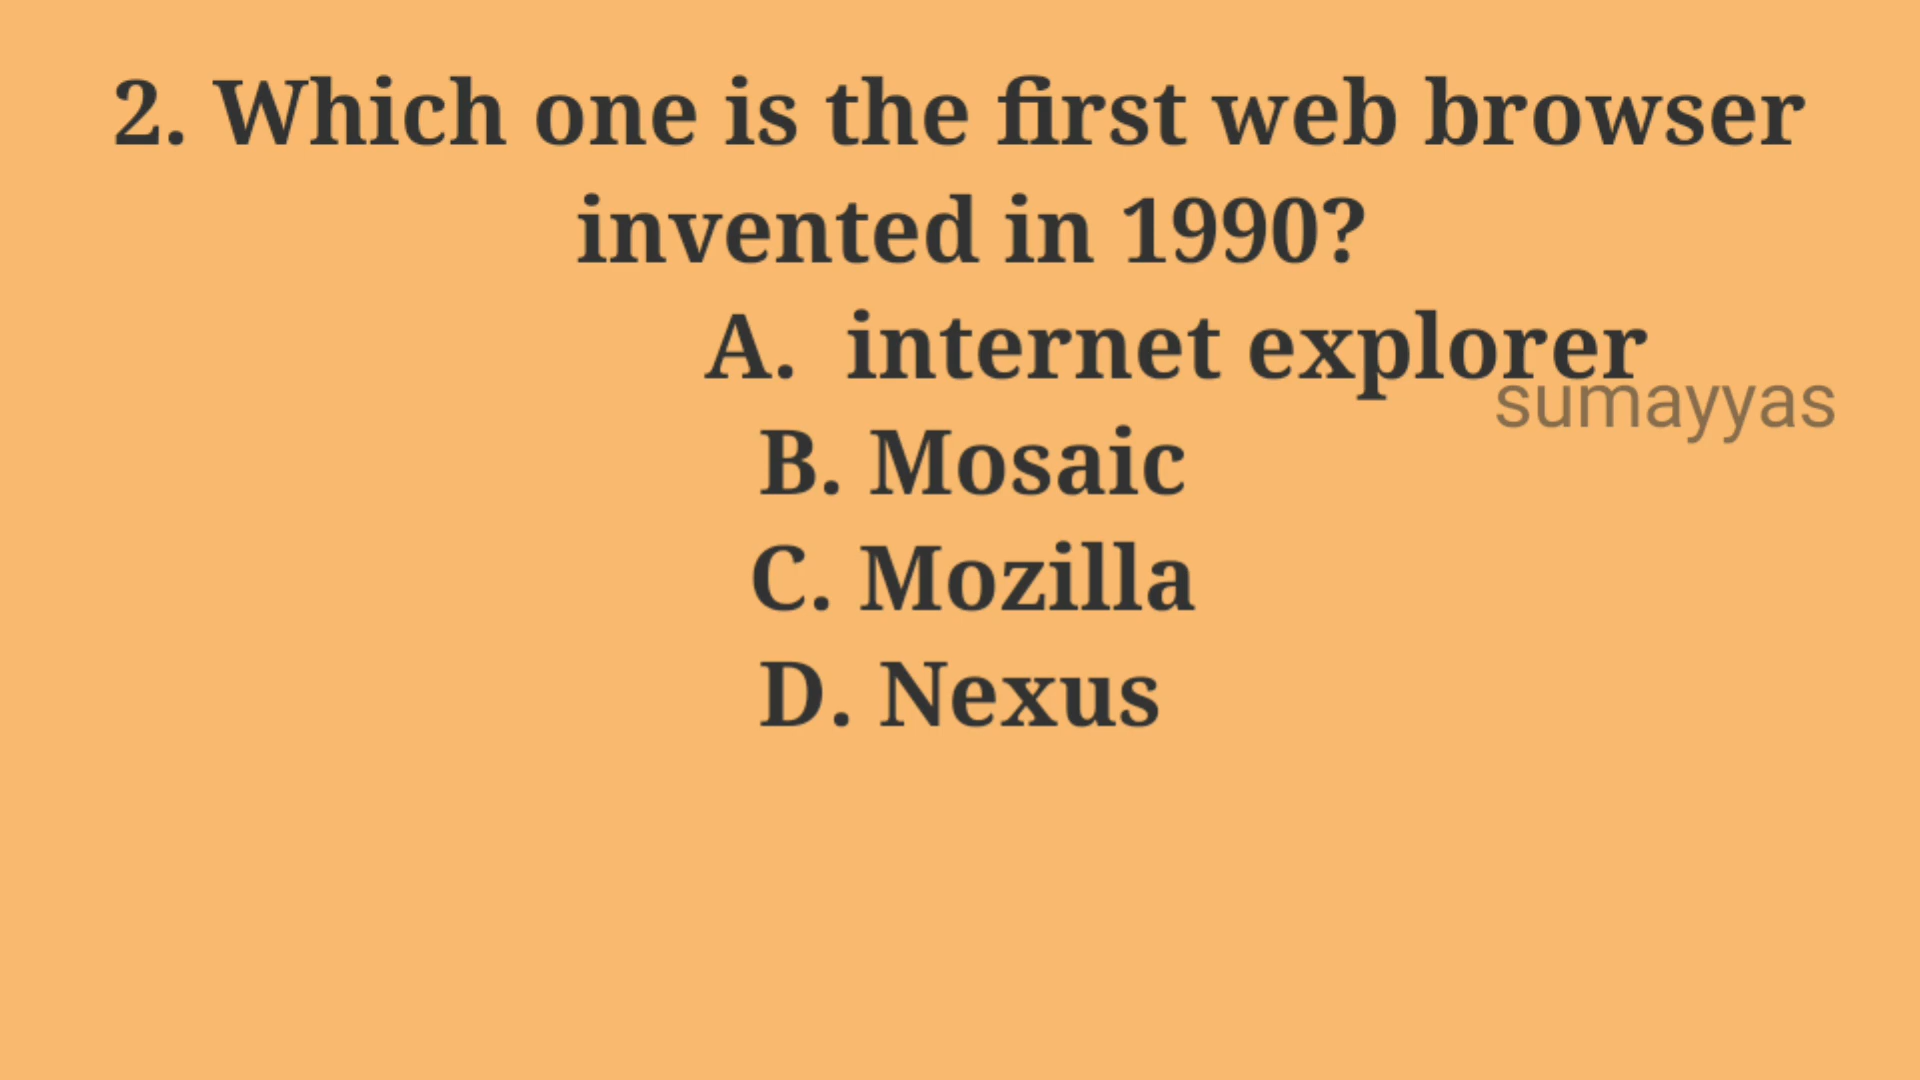 2. Which one is the first web browser
invented in 1990?
A. internet explorer
sumayyas
B. Mosaic
C. Mozilla
D. Nexus